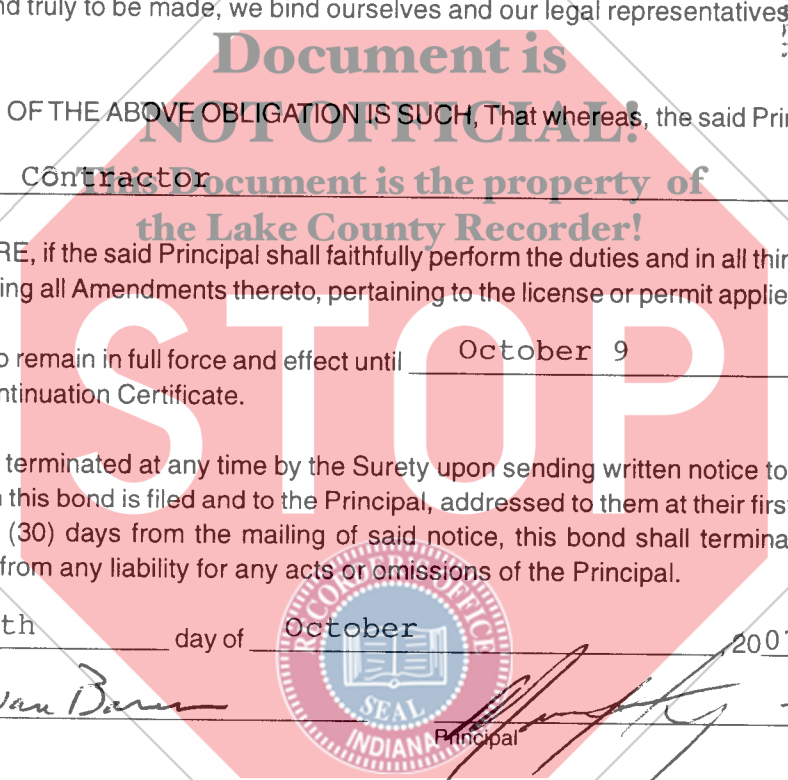 nd truly to be made, we bind ourselves and our legal representatives
Document is
OF THE ABOVE OBLIGATION IS SUCH, That whereas, the said Prin
NOT OFFICIAL!
Contractor
This Document is the property of
the Lake County Recorder!
RE, if the said Principal shall faithfully perform the duties and in all thin
ing all Amendments thereto, pertaining to the license or permit applie
STOP
o remain in full force and effect until October 9
ntinuation Certificate.
terminated at any time by the Surety upon sending written notice to
this bond is filed and to the Principal, addressed to them at their first
(30) days from the mailing of said notice, this bond shall termina
from any liability for any acts or omissions of the Principal.
th day of October , 200
RECORDER'S OFFICE
SEAL
INDIANA
Principal